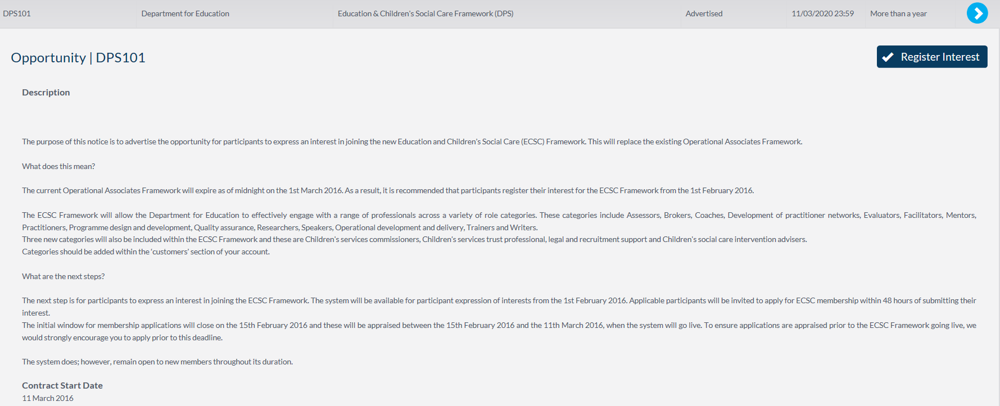 DPS101 Department for Education Education & Children's Social Care Framework (DPS) Advertised 11/03/2020 23:59 More than a year
Opportunity | DPS101
Register Interest
Description
The purpose of this notice is to advertise the opportunity for participants to express an interest in joining the new Education and Children's Social Care (ECSC) Framework. This will replace the existing Operational Associates Framework.
What does this mean?
The current Operational Associates Framework will expire as of midnight on the 1st March 2016. As a result, it is recommended that participants register their interest for the ECSC Framework from the 1st February 2016.
The ECSC Framework will allow the Department for Education to effectively engage with a range of professionals across a variety of role categories. These categories include Assessors, Brokers, Coaches, Development of practitioner networks, Evaluators, Facilitators, Mentors,
Practitioners, Programme design and development, Quality assurance, Researchers, Speakers, Operational development and delivery, Trainers and Writers.
Three new categories will also be included within the ECSC Framework and these are Children's services commissioners, Children's services trust professional, legal and recruitment support and Children's social care intervention advisers.
Categories should be added within the ‘customers’ section of your account.
What are the next steps?
The next step is for participants to express an interest in joining the ECSC Framework. The system will be available for participant expression of interests from the 1st February 2016. Applicable participants will be invited to apply for ECSC membership within 48 hours of submitting their
interest.
The initial window for membership applications will close on the 15th February 2016 and these will be appraised between the 15th February 2016 and the 11th March 2016, when the system will go live. To ensure applications are appraised prior to the ECSC Framework going live, we
would strongly encourage you to apply prior to this deadline.
The system does; however, remain open to new members throughout its duration.
Contract Start Date
11 March 2016